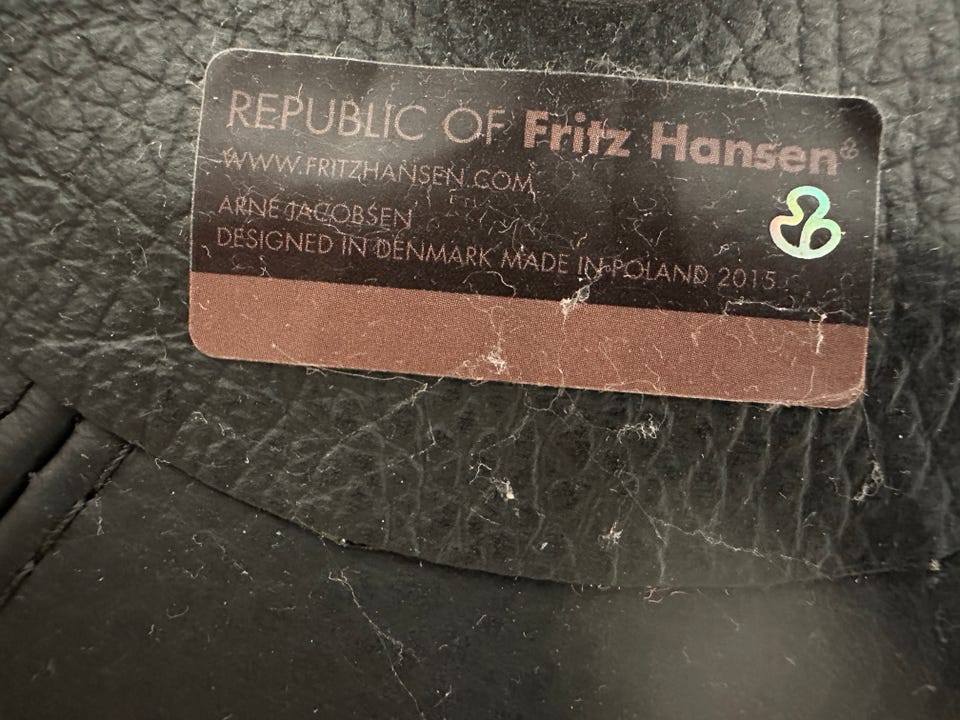 REPUBLIC OF Fritz Hansen®
WWW.FRITZHANSEN.COM
ARNE JACOBSEN
DESIGNED IN DENMARK MADE IN POLAND 2015